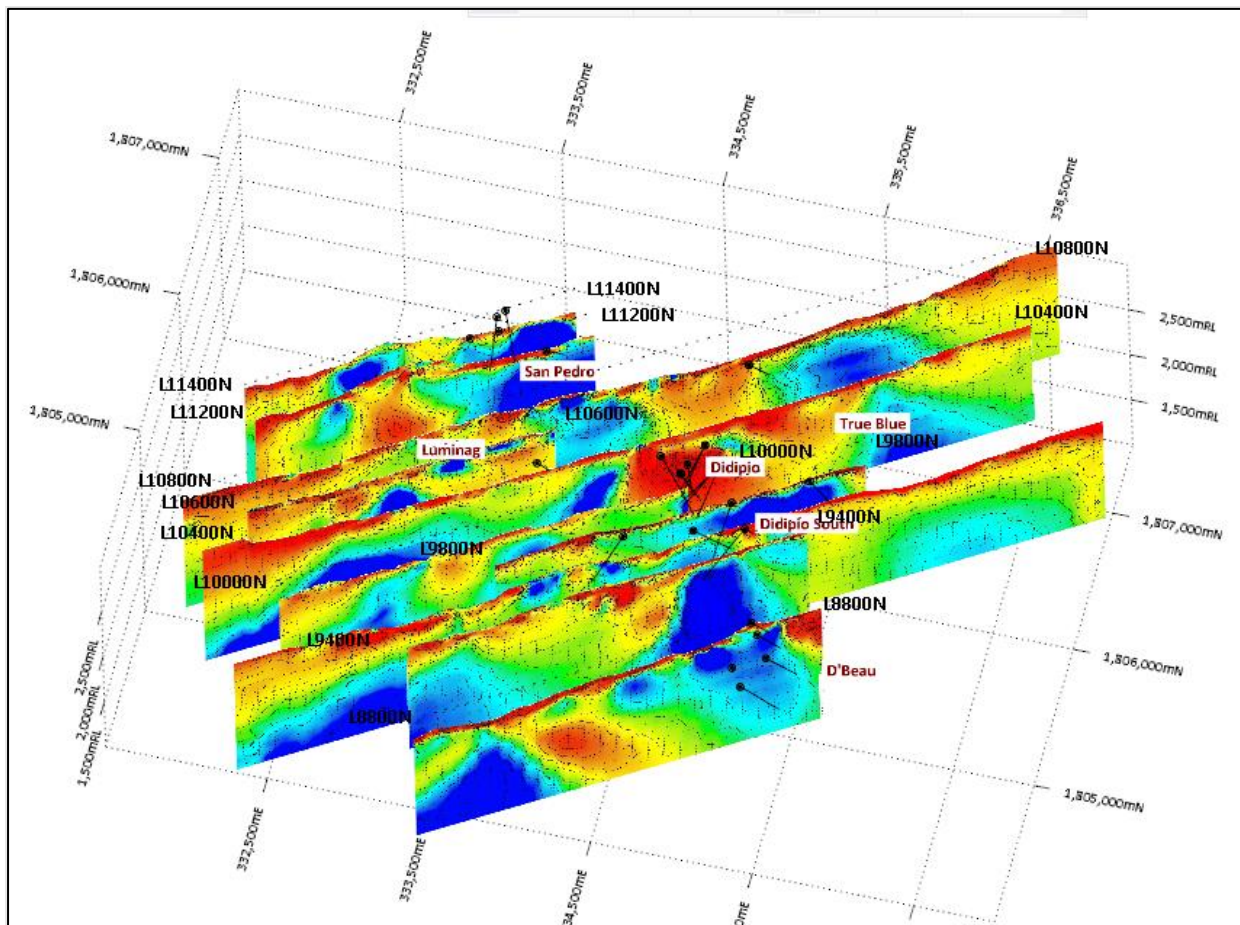 332,500mE
333,500mE
334,500mE
335,500mE
336,500mE
1,807,000mN
1,806,000mN
1,805,000mN
L10800N
L10400N
2,500mRL
2,000mRL
1,500mRL
L11400N
L11200N
San Pedro
L11400N
L11200N
L10600N
True Blue
L9800N
Luminag
L10000N
Didipio
L10800N
L10600N
L10400N
L9400N
Didipio South
L9800N
L10000N
1,807,000mN
L8800N
L9400N
D'Beau
1,806,000mN
2,500mRL
2,000mRL
1,500mRL
L8800N
1,805,000mN
332,500mE
333,500mE
34,500mE
0mE